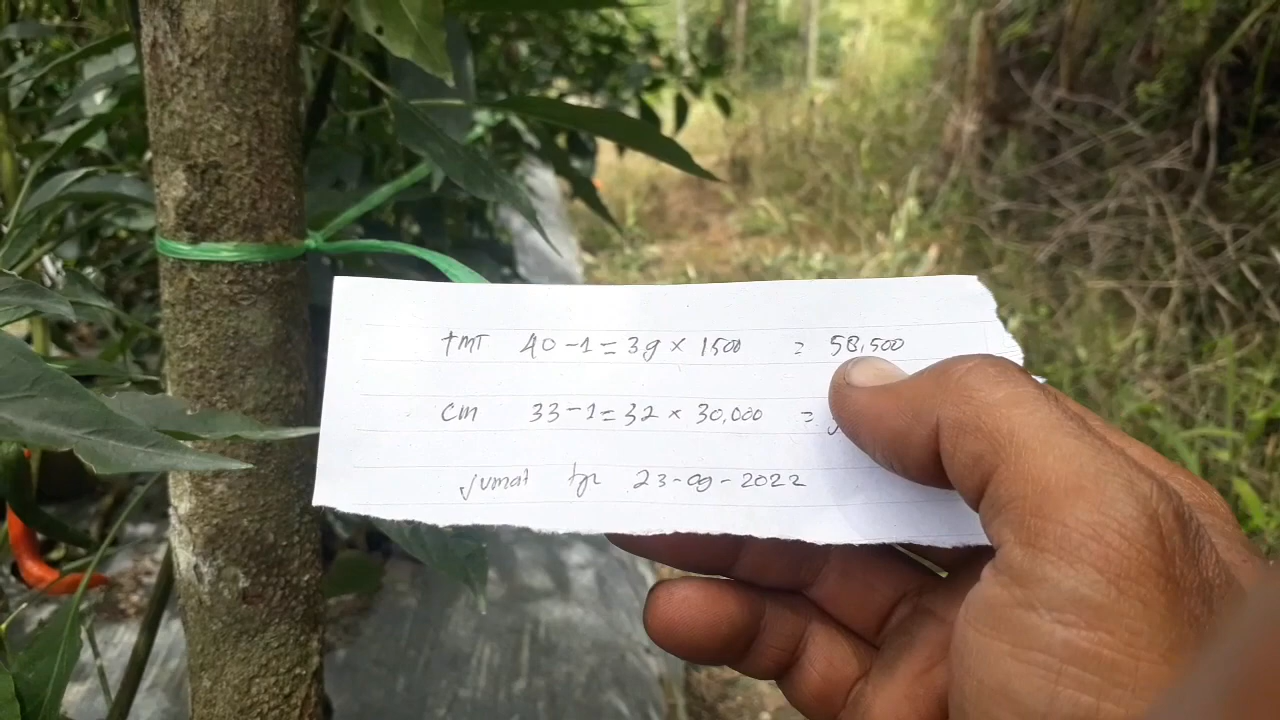 tmt 40-1 = 39 x 1500 = 58,500
cm 33-1 = 32 x 30,000 =
jumat tgl 23-09-2022